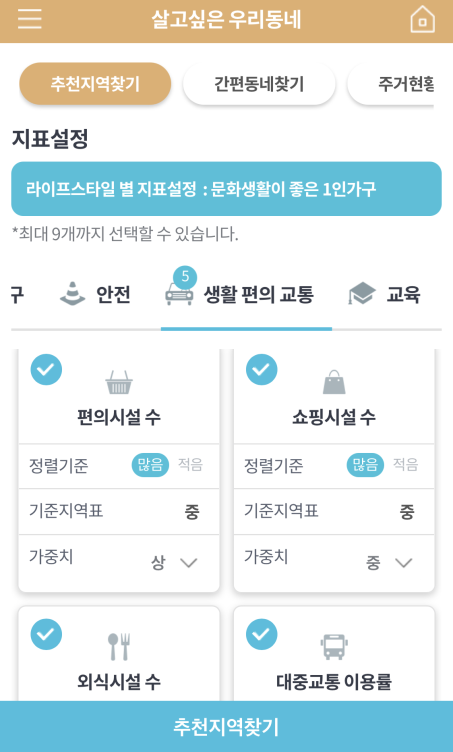 살고싶은 우리동네
추천지역찾기 간편동네찾기 주거현황
지표설정
라이프스타일 별 지표설정 : 문화생활이 좋은 1인가구
*최대 9개까지 선택할 수 있습니다.
구 안전 5 생활 편의 교통 교육
편의시설 수 쇼핑시설 수
정렬기준 많음 적음 정렬기준 많음 적음
기준지역표 중 기준지역표 중
가중치 상 가중치 중
외식시설 수 대중교통 이용률
추천지역찾기